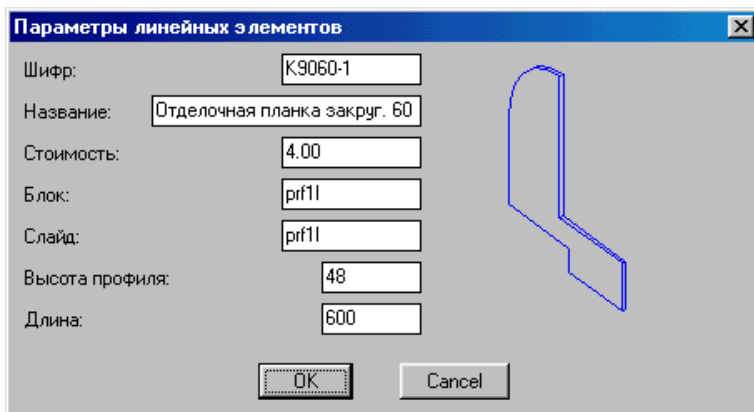 Параметры линейных элементов
Шифр: K9060-1
Название: Отделочная планка закруг. 60
Стоимость: 4.00
Блок: prf1l
Слайд: prf1l
Высота профиля: 48
Длина: 600
OK Cancel